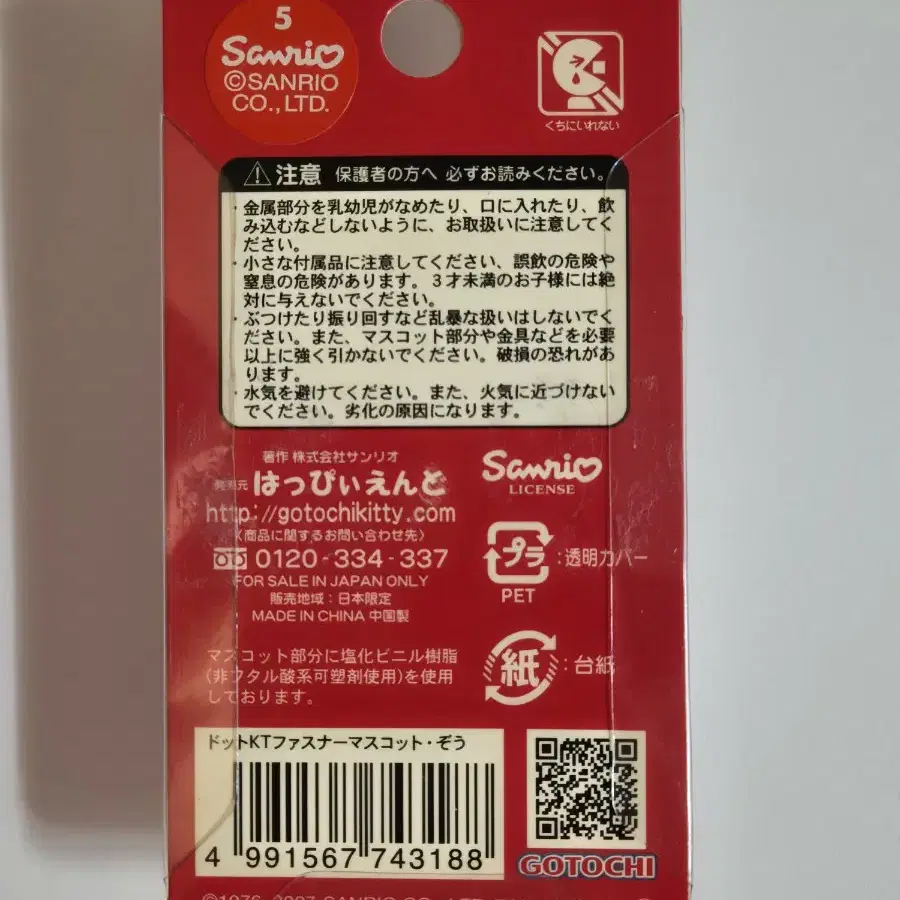 5
Sanrio
©SANRIO
CO., LTD.
くちにいれない
⚠注意 保護者の方へ 必ずお読みください。
・金属部分を乳幼児がなめたり、口に入れたり、飲
み込むなどしないように、お取扱いに注意してく
ださい。
・小さな付属品に注意してください、誤飲の危険や
窒息の危険があります。3才未満のお子様には絶
対に与えないでください。
・ぶつけたり振り回すなど乱暴な扱いはしないでくだ
さい。また、マスコット部分や金具などを必要
以上に強く引かないでください。破損の恐れがあ
ります。
・水気を避けてください。また、火気に近づけない
でください。劣化の原因になります。
著作 株式会社サンリオ
発売元 はっぴぃえんど
http://gotochikitty.com
〈商品に関するお問い合わせ先〉
0120-334-337
FOR SALE IN JAPAN ONLY
販売地域：日本限定
MADE IN CHINA 中国製
Sanrio
LICENSE
プラ：透明カバー
PET
紙：台紙
マスコット部分に塩化ビニル樹脂
(非フタル酸系可塑剤使用)を使用
しております。
ドットKTファスナーマスコット・ぞう
4 991567 743188
GOTOCHI